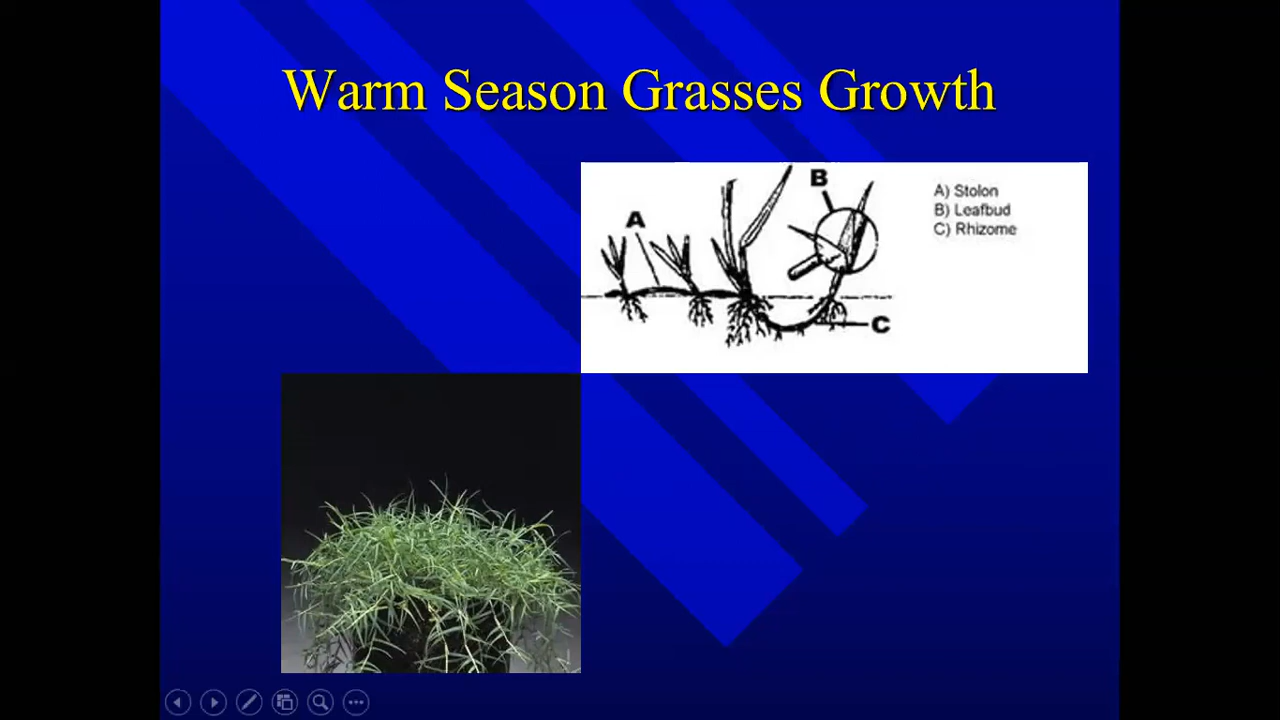 Warm Season Grasses Growth
B
A
A) Stolon
B) Leafbud
C) Rhizome
C